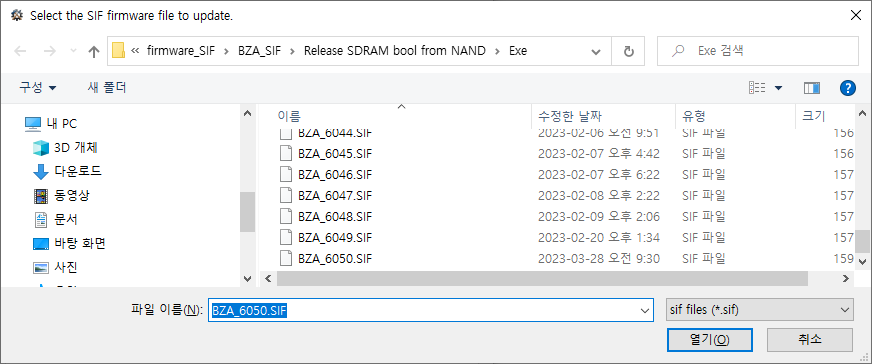 Select the SIF firmware file to update.
« firmware_SIF > BZA_SIF > Release SDRAM bool from NAND > Exe
Exe 검색
구성 새 폴더
이름 수정한 날짜 유형 크기
내 PC
3D 개체
다운로드
동영상
문서
바탕 화면
사진
BZA_6044.SIF 2023-02-06 오전 9:51 SIF 파일 156
BZA_6045.SIF 2023-02-07 오후 4:42 SIF 파일 156
BZA_6046.SIF 2023-02-07 오후 6:22 SIF 파일 157
BZA_6047.SIF 2023-02-08 오후 2:22 SIF 파일 157
BZA_6048.SIF 2023-02-09 오후 2:06 SIF 파일 157
BZA_6049.SIF 2023-02-20 오후 1:34 SIF 파일 157
BZA_6050.SIF 2023-03-28 오전 9:30 SIF 파일 159
파일 이름(N): BZA_6050.SIF sif files (*.sif)
열기(O) 취소